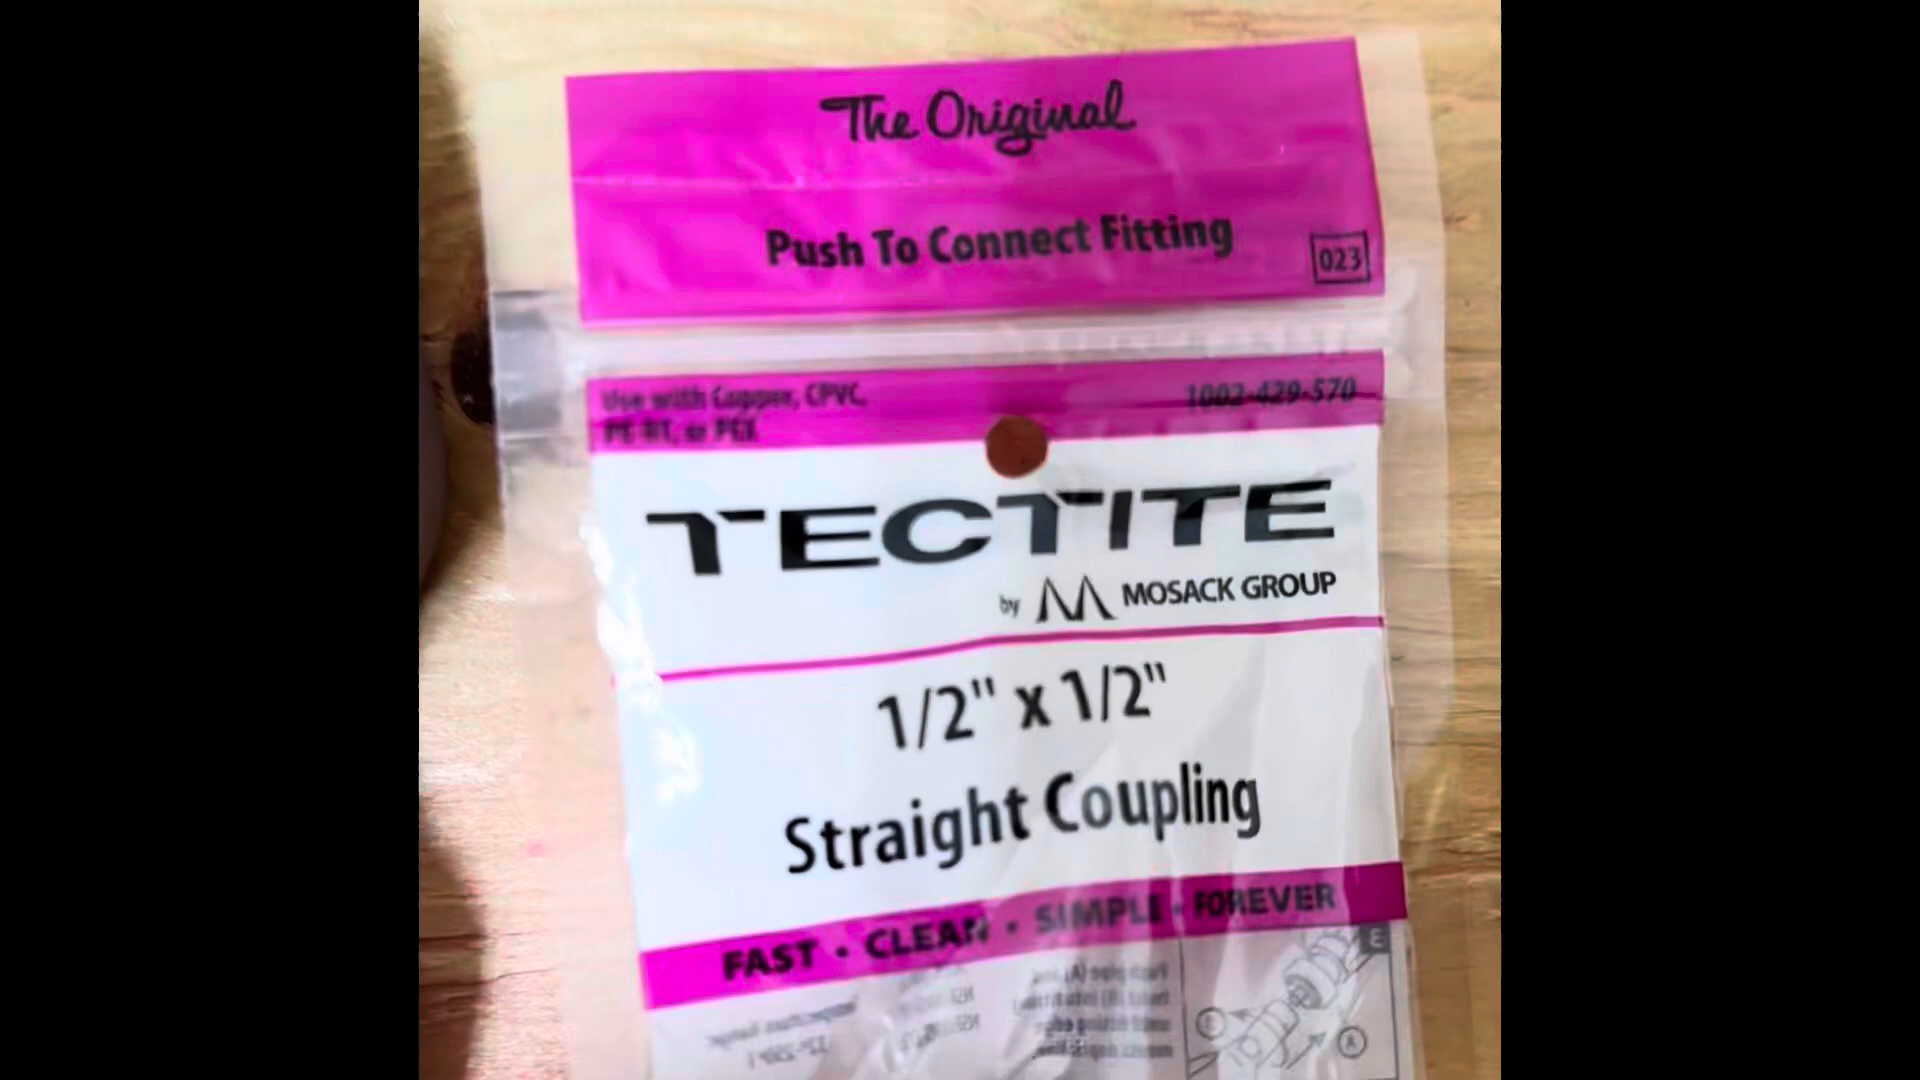 The Original
Push To Connect Fitting
023
Use with Copper, CPVC,
PE-RT, or PEX
1002-429-570
TECTITE
by MOSACK GROUP
1/2" x 1/2"
Straight Coupling
FAST · CLEAN · SIMPLE · FOREVER
E
A